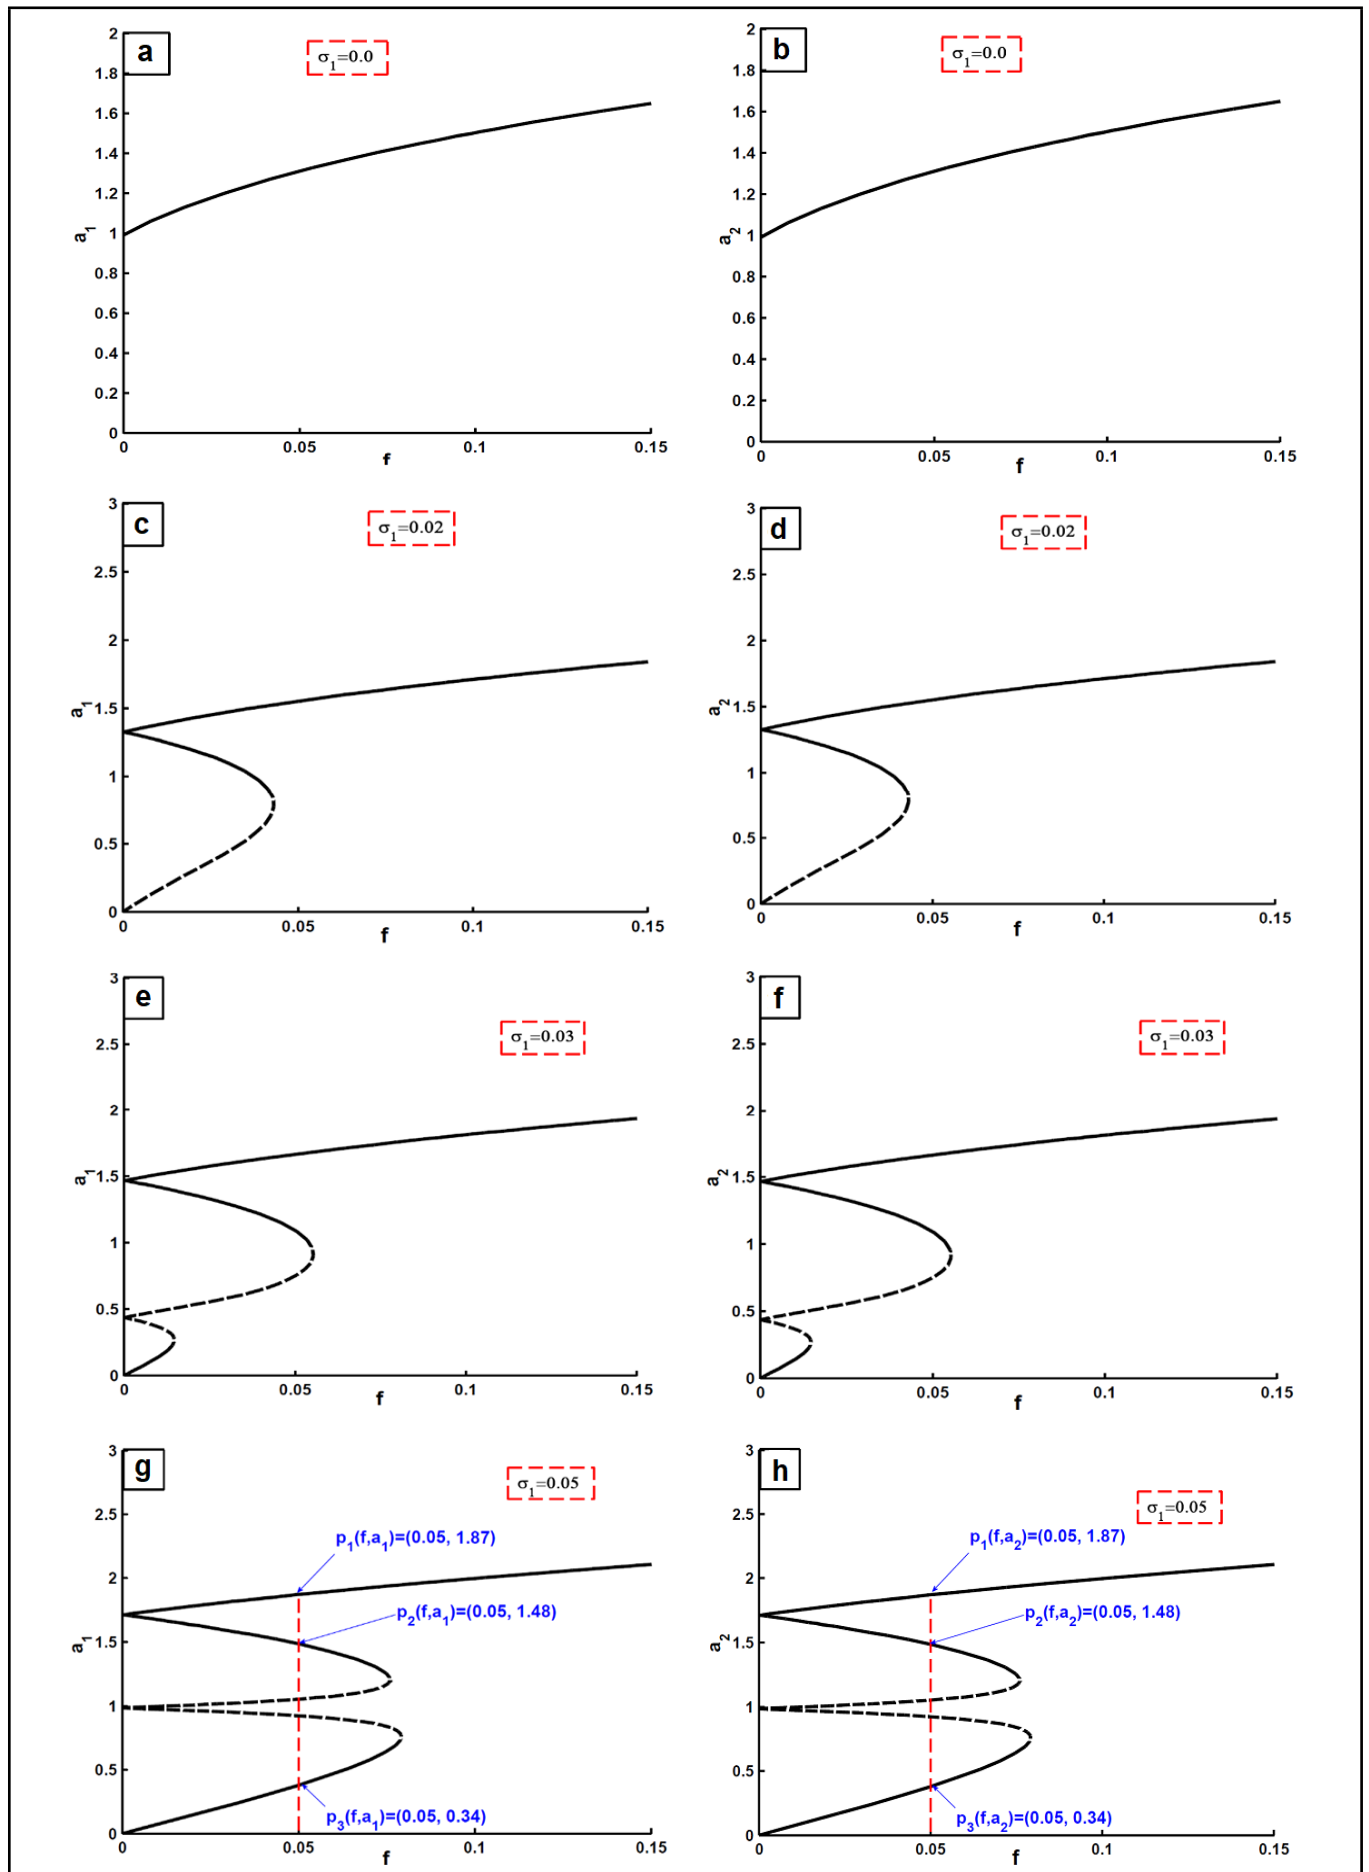 a
σ1=0.0
2
1.8
1.6
1.4
1.2
1
0.8
0.6
0.4
0.2
0
a1
0
0.05
0.1
0.15
f
b
σ1=0.0
2
1.8
1.6
1.4
1.2
1
0.8
0.6
0.4
0.2
0
a2
0
0.05
0.1
0.15
f
c
σ1=0.02
3
2.5
2
1.5
1
0.5
0
a1
0
0.05
0.1
0.15
f
d
σ1=0.02
3
2.5
2
1.5
1
0.5
0
a2
0
0.05
0.1
0.15
f
e
σ1=0.03
3
2.5
2
1.5
1
0.5
0
a1
0
0.05
0.1
0.15
f
f
σ1=0.03
3
2.5
2
1.5
1
0.5
0
a2
0
0.05
0.1
0.15
f
g
σ1=0.05
3
2.5
2
1.5
1
0.5
0
a1
p1(f,a1)=(0.05, 1.87)
p2(f,a1)=(0.05, 1.48)
p3(f,a1)=(0.05, 0.34)
0
0.05
0.1
0.15
f
h
σ1=0.05
3
2.5
2
1.5
1
0.5
0
a2
p1(f,a2)=(0.05, 1.87)
p2(f,a2)=(0.05, 1.48)
p3(f,a2)=(0.05, 0.34)
0
0.05
0.1
0.15
f